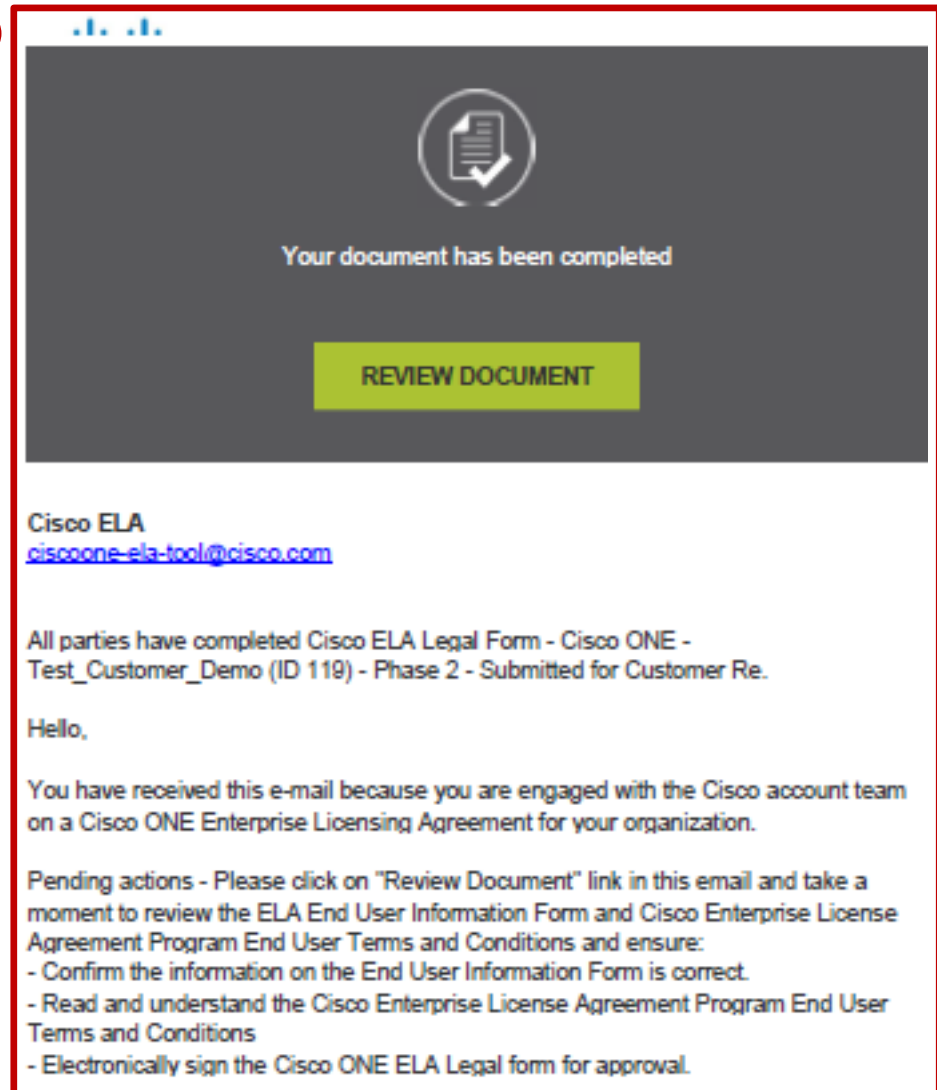 Your document has been completed
REVIEW DOCUMENT
Cisco ELA
ciscoone-ela-tool@cisco.com
All parties have completed Cisco ELA Legal Form - Cisco ONE -
Test_Customer_Demo (ID 119) - Phase 2 - Submitted for Customer Re.
Hello,
You have received this e-mail because you are engaged with the Cisco account team
on a Cisco ONE Enterprise Licensing Agreement for your organization.
Pending actions - Please click on "Review Document" link in this email and take a
moment to review the ELA End User Information Form and Cisco Enterprise License
Agreement Program End User Terms and Conditions and ensure:
- Confirm the information on the End User Information Form is correct.
- Read and understand the Cisco Enterprise License Agreement Program End User
Terms and Conditions
- Electronically sign the Cisco ONE ELA Legal form for approval.